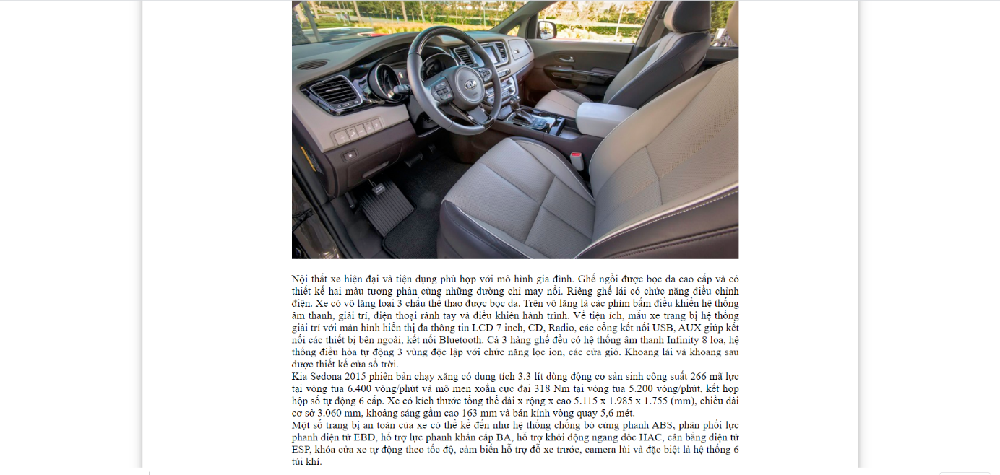 KIA
Nội thất xe hiện đại và tiện dụng phù hợp với mô hình gia đình. Ghế ngồi được bọc da cao cấp và có
thiết kế hai màu tương phản cùng những đường chỉ may nổi. Riêng ghế lái có chức năng điều chỉnh
điện. Xe có vô lăng loại 3 chấu thể thao được bọc da. Trên vô lăng là các phím bấm điều khiển hệ thống
âm thanh, giải trí, điện thoại rảnh tay và điều khiển hành trình. Về tiện ích, mẫu xe trang bị hệ thống
giải trí với màn hình hiển thị đa thông tin LCD 7 inch, CD, Radio, các cổng kết nối USB, AUX giúp kết
nối các thiết bị bên ngoài, kết nối Bluetooth. Cả 3 hàng ghế đều có hệ thống âm thanh Infinity 8 loa, hệ
thống điều hòa tự động 3 vùng độc lập với chức năng lọc ion, các cửa gió. Khoang lái và khoang sau
được thiết kế cửa sổ trời.
Kia Sedona 2015 phiên bản chạy xăng có dung tích 3.3 lít dùng động cơ sản sinh công suất 266 mã lực
tại vòng tua 6.400 vòng/phút và mô men xoắn cực đại 318 Nm tại vòng tua 5.200 vòng/phút, kết hợp
hộp số tự động 6 cấp. Xe có kích thước tổng thể dài x rộng x cao 5.115 x 1.985 x 1.755 (mm), chiều dài
cơ sở 3.060 mm, khoảng sáng gầm cao 163 mm và bán kính vòng quay 5,6 mét.
Một số trang bị an toàn của xe có thể kể đến như hệ thống chống bó cứng phanh ABS, phân phối lực
phanh điện tử EBD, hỗ trợ lực phanh khẩn cấp BA, hỗ trợ khởi động ngang dốc HAC, cân bằng điện tử
ESP, khóa cửa xe tự động theo tốc độ, cảm biến hỗ trợ đỗ xe trước, camera lùi và đặc biệt là hệ thống 6
túi khí.